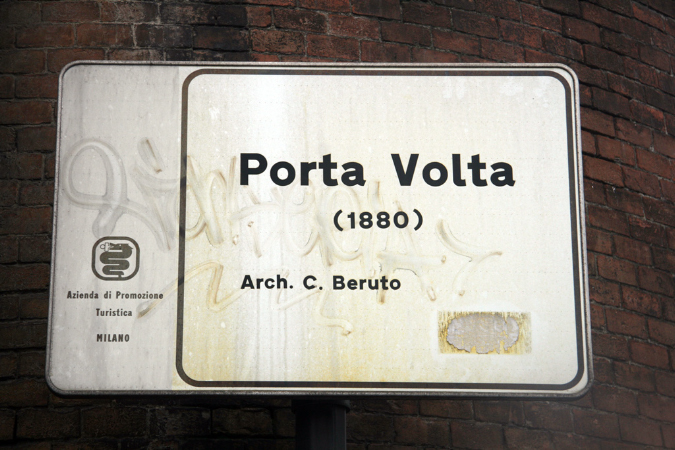 Porta Volta
(1880)
Arch. C. Beruto
Azienda di Promozione
Turistica
MILANO